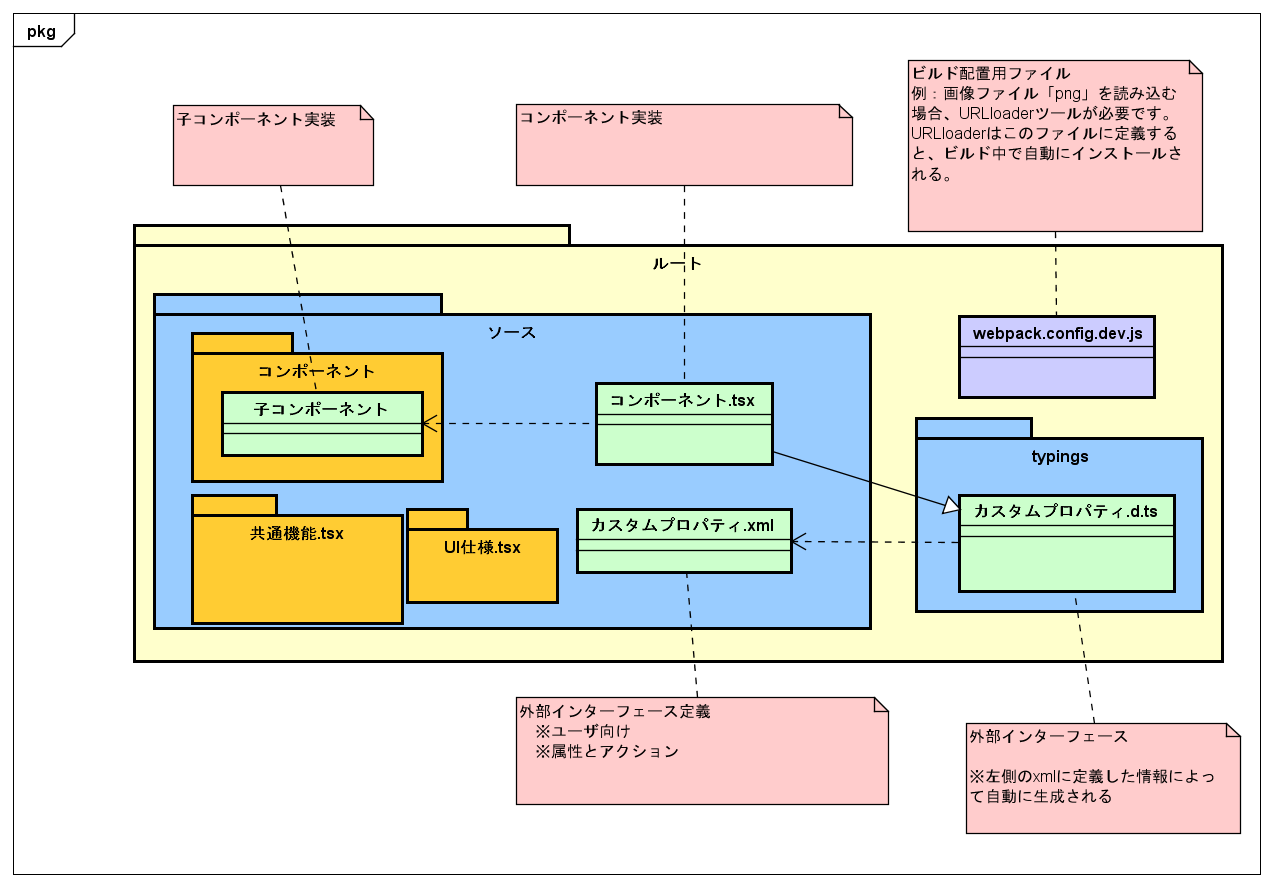 pkg
子コンポーネント実装
コンポーネント実装
ビルド配置用ファイル
例：画像ファイル「png」を読み込む
場合、URLloaderツールが必要です。
URLloaderはこのファイルに定義する
と、ビルド中で自動にインストールさ
れる。
ルート
ソース
コンポーネント
子コンポーネント
コンポーネント.tsx
webpack.config.dev.js
typings
カスタムプロパティ.d.ts
共通機能.tsx
UI仕様.tsx
カスタムプロパティ.xml
外部インターフェース定義
※ユーザ向け
※属性とアクション
外部インターフェース
※左側のxmlに定義した情報によっ
て自動に生成される